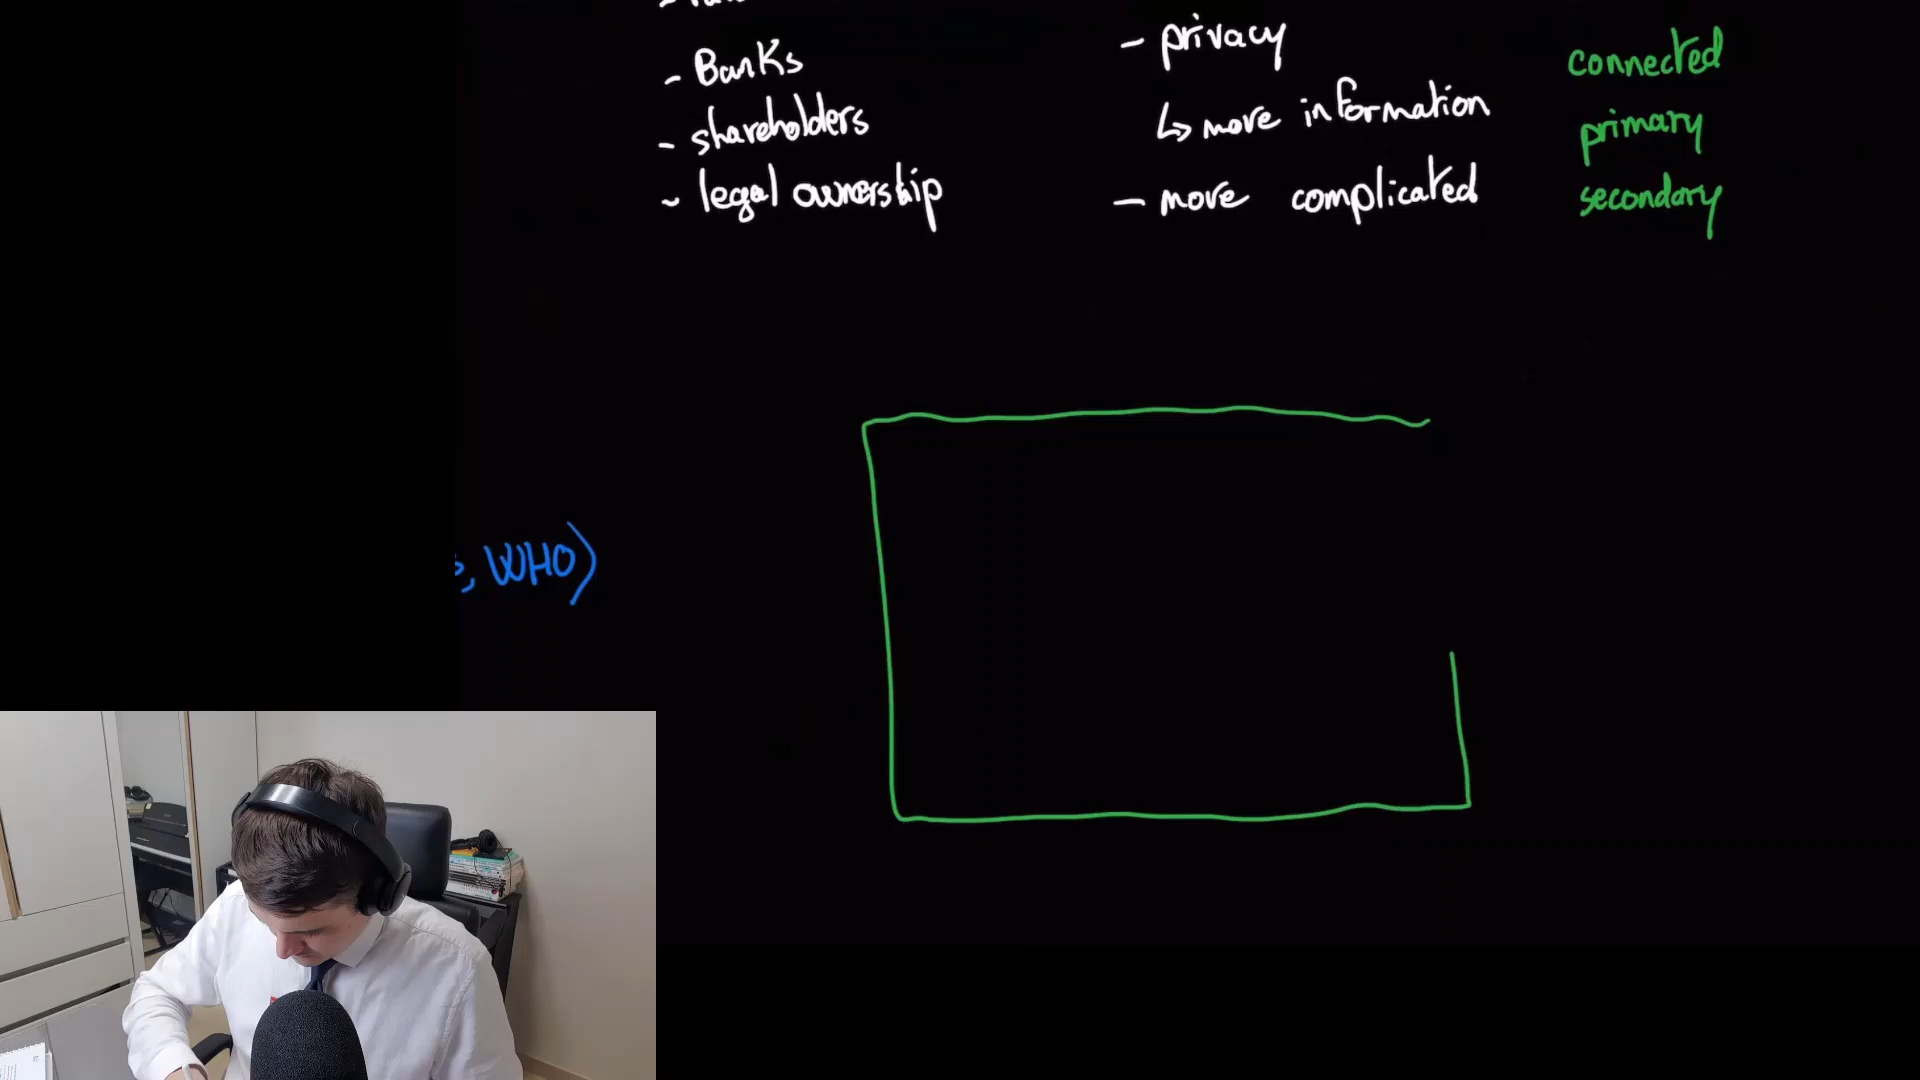 - Banks
- shareholders
- legal ownership
- privacy
↳ more information
- more complicated
connected
primary
secondary
, WHO)